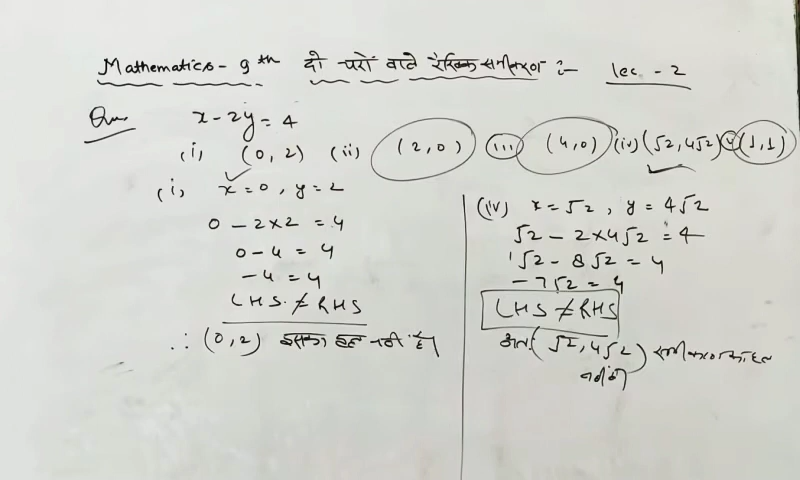 Mathematics - 9th दो चरों वाले रैखिक समीकरण :- lec. - 2
Que x - 2y = 4
(i) (0, 2) (ii) (2, 0) (iii) (4, 0) (iv) (√2, 4√2) (v) (1, 1)
(i) x = 0, y = 2
0 - 2×2 = 4
0 - 4 = 4
-4 = 4
LHS ≠ RHS
∴ (0, 2) इसका हल नहीं है।
(iv) x = √2, y = 4√2
√2 - 2×4√2 = 4
√2 - 8√2 = 4
-7√2 = 4
LHS ≠ RHS
अतः (√2, 4√2) समीकरण का हल
नहीं है